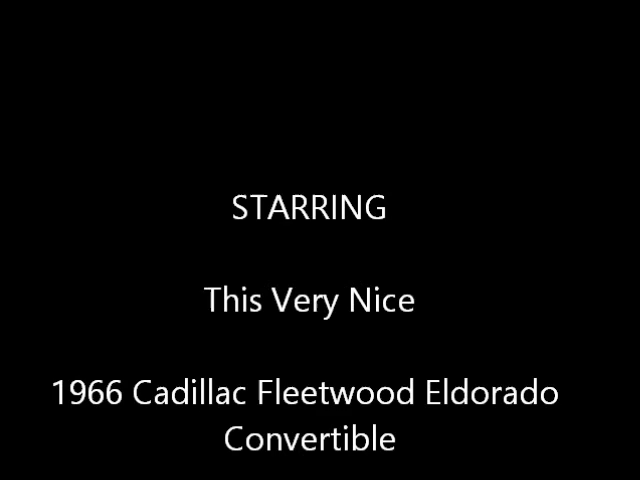 STARRING
This Very Nice
1966 Cadillac Fleetwood Eldorado
Convertible